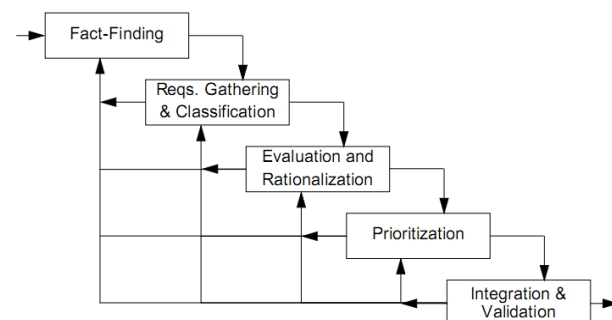 Fact-Finding
Reqs. Gathering
& Classification
Evaluation and
Rationalization
Prioritization
Integration &
Validation